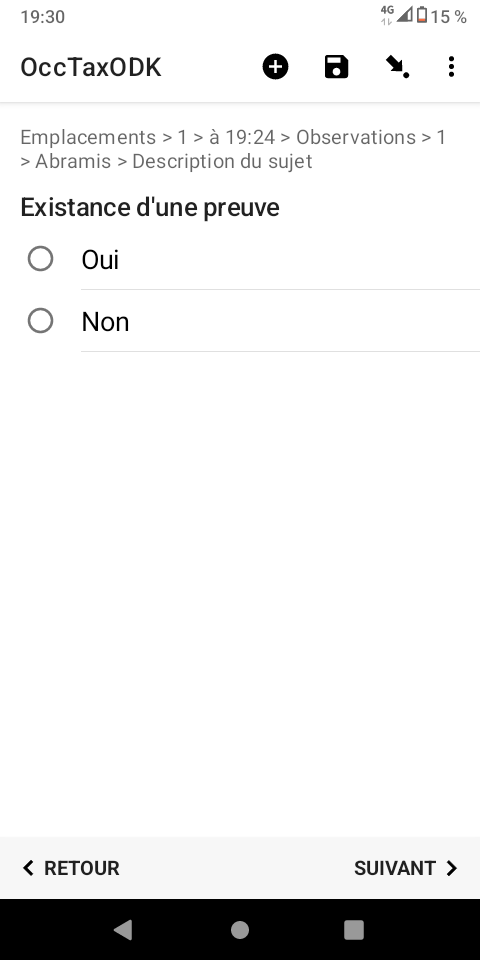 19:30
4G
15 %
OccTaxODK
Emplacements > 1 > à 19:24 > Observations > 1
> Abramis > Description du sujet
Existance d'une preuve
Oui
Non
RETOUR
SUIVANT